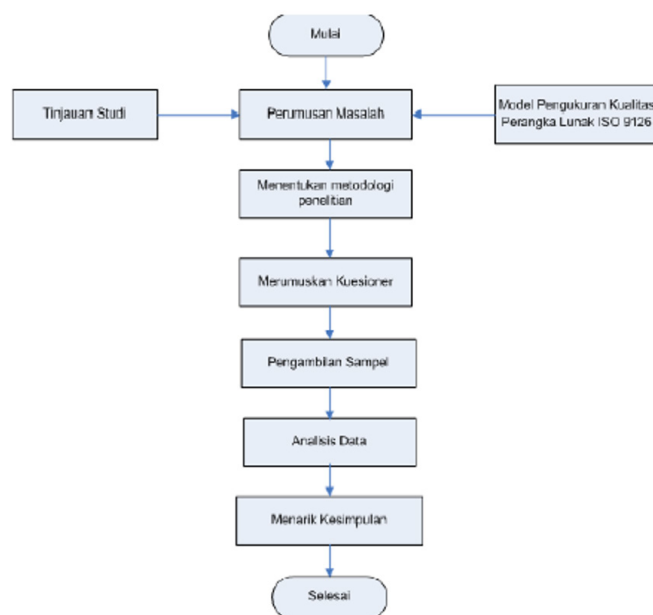 Mulai
Tinjauan Studi
Perumusan Masalah
Model Pengukuran Kualitas
Perangka Lunak ISO 9126
Menentukan metodologi
penelitian
Merumuskan Kuesioner
Pengambilan Sampel
Analisis Data
Menarik Kesimpulan
Selesai